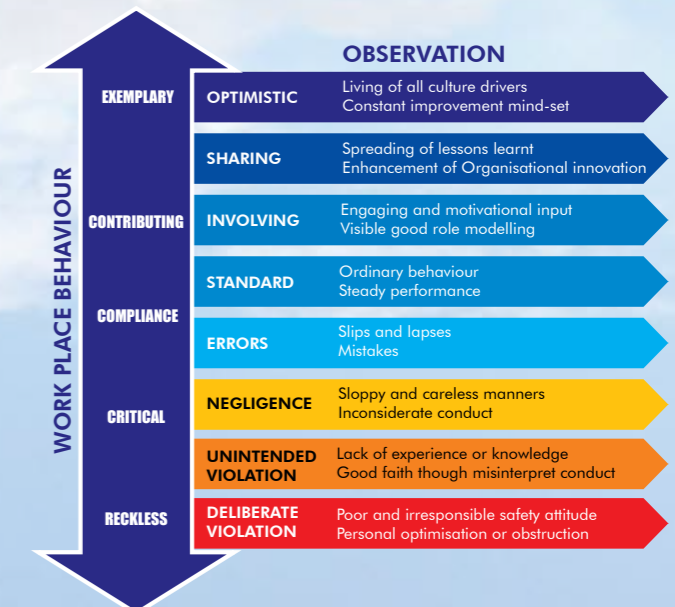 OBSERVATION
WORK PLACE BEHAVIOUR
EXEMPLARY
OPTIMISTIC
Living of all culture drivers
Constant improvement mind-set
SHARING
Spreading of lessons learnt
Enhancement of Organisational innovation
CONTRIBUTING
INVOLVING
Engaging and motivational input
Visible good role modelling
STANDARD
Ordinary behaviour
Steady performance
COMPLIANCE
ERRORS
Slips and lapses
Mistakes
CRITICAL
NEGLIGENCE
Sloppy and careless manners
Inconsiderate conduct
UNINTENDED
VIOLATION
Lack of experience or knowledge
Good faith though misinterpret conduct
RECKLESS
DELIBERATE
VIOLATION
Poor and irresponsible safety attitude
Personal optimisation or obstruction